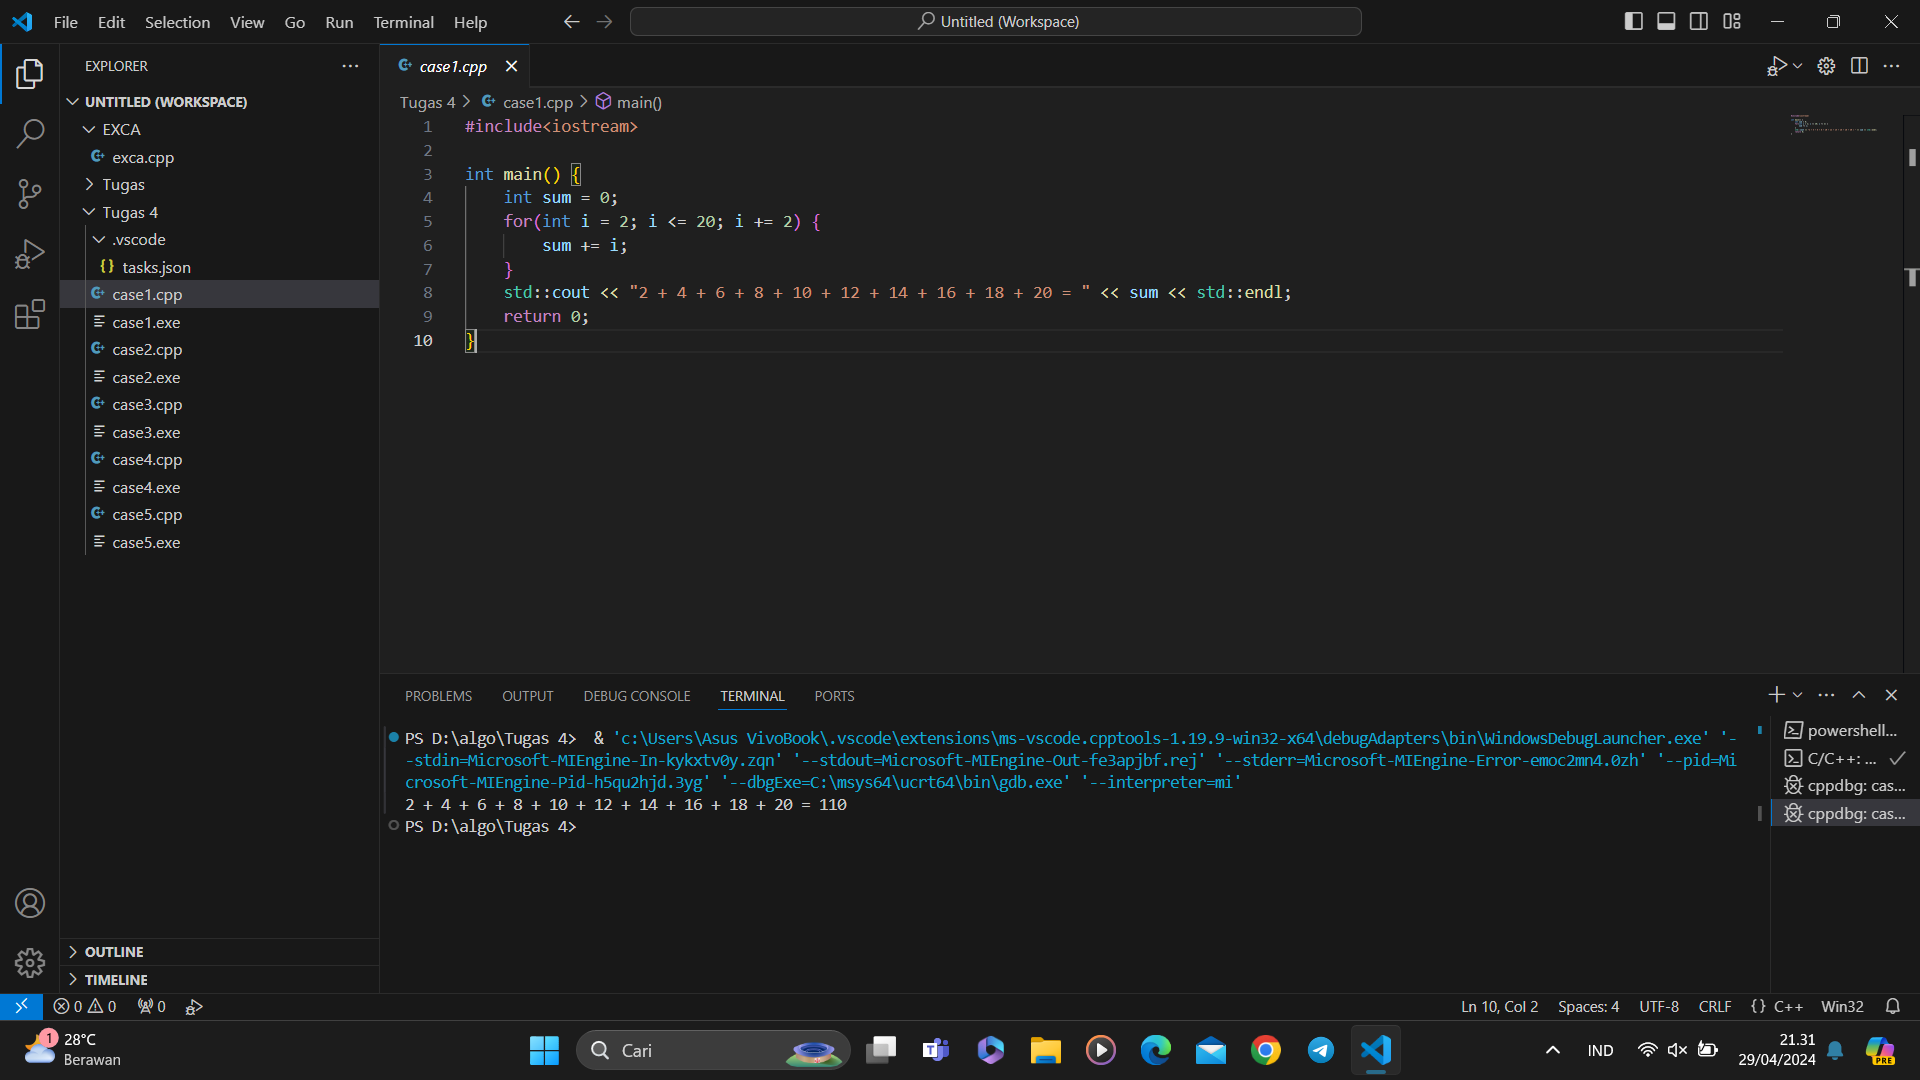 File Edit Selection View Go Run Terminal Help
Untitled (Workspace)
EXPLORER
UNTITLED (WORKSPACE)
EXCA
exca.cpp
Tugas
Tugas 4
.vscode
tasks.json
case1.cpp
case1.exe
case2.cpp
case2.exe
case3.cpp
case3.exe
case4.cpp
case4.exe
case5.cpp
case5.exe
OUTLINE
TIMELINE
case1.cpp
Tugas 4 > case1.cpp > main()
1 #include<iostream>
2
3 int main() {
4 int sum = 0;
5 for(int i = 2; i <= 20; i += 2) {
6 sum += i;
7 }
8 std::cout << "2 + 4 + 6 + 8 + 10 + 12 + 14 + 16 + 18 + 20 = " << sum << std::endl;
9 return 0;
10 }
PROBLEMS OUTPUT DEBUG CONSOLE TERMINAL PORTS
PS D:\algo\Tugas 4>  & 'c:\Users\Asus VivoBook\.vscode\extensions\ms-vscode.cpptools-1.19.9-win32-x64\debugAdapters\bin\WindowsDebugLauncher.exe' '-
-stdin=Microsoft-MIEngine-In-kykxtv0y.zqn' '--stdout=Microsoft-MIEngine-Out-fe3apjbf.rej' '--stderr=Microsoft-MIEngine-Error-emoc2mn4.0zh' '--pid=Mi
crosoft-MIEngine-Pid-h5qu2hjd.3yg' '--dbgExe=C:\msys64\ucrt64\bin\gdb.exe' '--interpreter=mi'
2 + 4 + 6 + 8 + 10 + 12 + 14 + 16 + 18 + 20 = 110
PS D:\algo\Tugas 4>
powershell...
C/C++: ...
cppdbg: cas...
cppdbg: cas...
0 0 0
Ln 10, Col 2 Spaces: 4 UTF-8 CRLF {} C++ Win32
1
28°C
Berawan
Cari
IND
21.31
29/04/2024
PRE